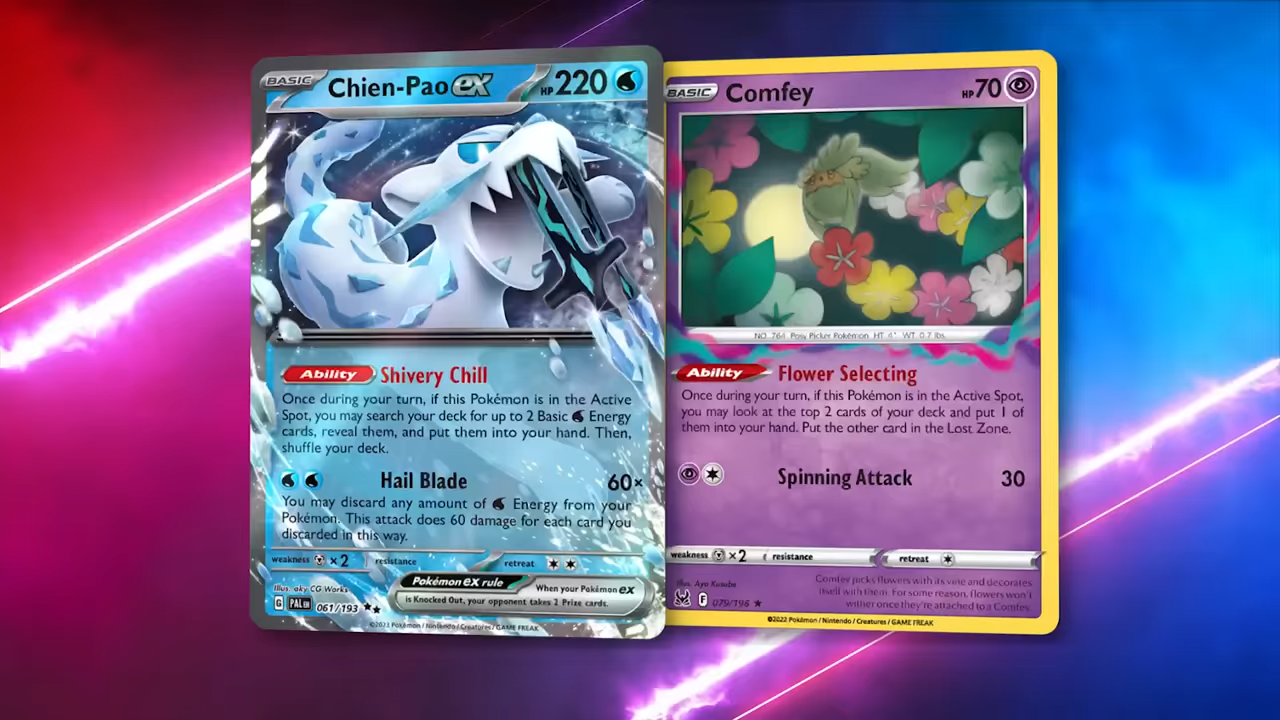 BASIC Chien-Pao ex HP 220
Ability Shivery Chill
Once during your turn, if this Pokémon is in the Active
Spot, you may search your deck for up to 2 Basic Energy
cards, reveal them, and put them into your hand. Then,
shuffle your deck.
Hail Blade 60×
You may discard any amount of Energy from your
Pokémon. This attack does 60 damage for each card you
discarded in this way.
weakness ×2 resistance retreat
Illus. aky CG Works
Pokémon ex rule When your Pokémon ex
is Knocked Out, your opponent takes 2 Prize cards.
G PAL EN 061/193
©2023 Pokémon / Nintendo / Creatures / GAME FREAK
BASIC Comfey HP 70
NO. 764 Posy Picker Pokémon HT 4" WT 0.7 lbs.
Ability Flower Selecting
Once during your turn, if this Pokémon is in the Active Spot,
you may look at the top 2 cards of your deck and put 1 of
them into your hand. Put the other card in the Lost Zone.
Spinning Attack 30
weakness ×2 resistance retreat
Illus. Aya Kusube
F 079/196
Comfey picks flowers with its vine and decorates
itself with them. For some reason, flowers won't
wither once they're attached to a Comfey.
©2022 Pokémon / Nintendo / Creatures / GAME FREAK